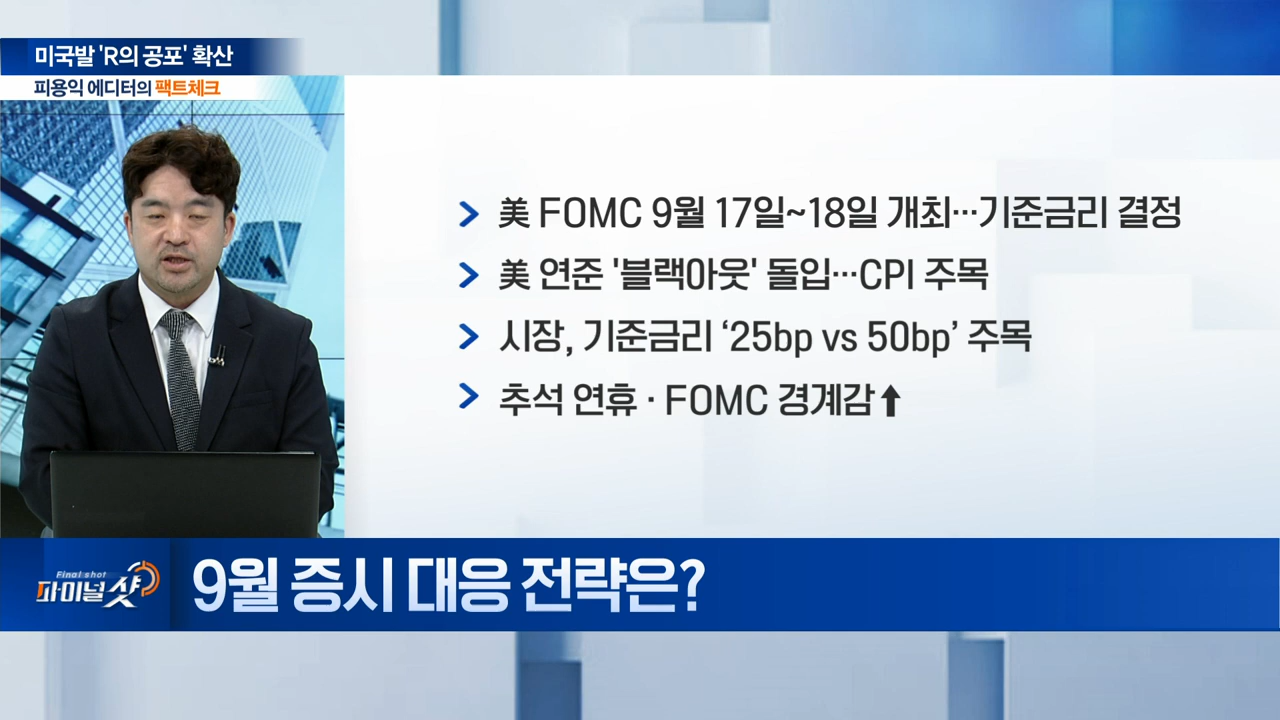 미국발 'R의 공포' 확산
피용익 에디터의 팩트체크
美 FOMC 9월 17일~18일 개최…기준금리 결정
美 연준 '블랙아웃' 돌입…CPI 주목
시장, 기준금리 ‘25bp vs 50bp’ 주목
추석 연휴 · FOMC 경계감⬆
Final shot
파이널 샷
9월 증시 대응 전략은?